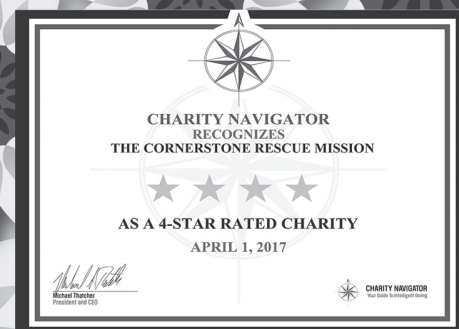 CHARITY NAVIGATOR
RECOGNIZES
THE CORNERSTONE RESCUE MISSION
AS A 4-STAR RATED CHARITY
APRIL 1, 2017
Michael Thatcher
President and CEO
CHARITY NAVIGATOR
Your Guide To Intelligent Giving